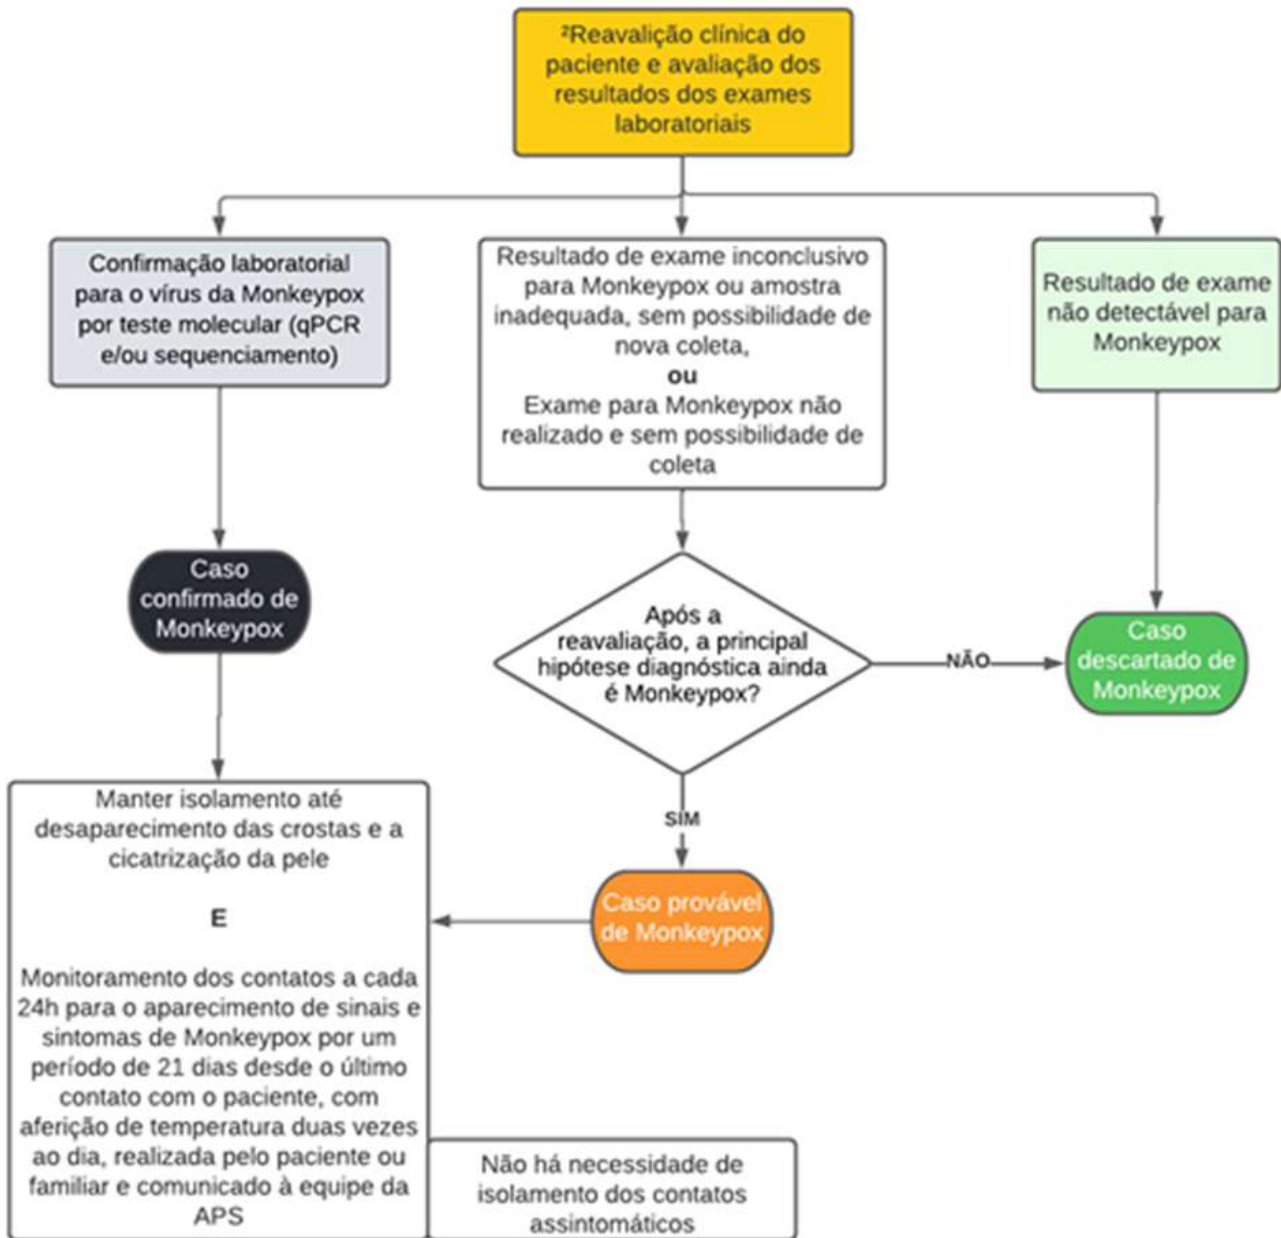 ²Reavalição clínica do
paciente e avaliação dos
resultados dos exames
laboratoriais
Confirmação laboratorial
para o vírus da Monkeypox
por teste molecular (qPCR
e/ou sequenciamento)
Resultado de exame inconclusivo
para Monkeypox ou amostra
inadequada, sem possibilidade de
nova coleta,
ou
Exame para Monkeypox não
realizado e sem possibilidade de
coleta
Resultado de exame
não detectável para
Monkeypox
Caso
confirmado de
Monkeypox
Após a
reavaliação, a principal
hipótese diagnóstica ainda
é Monkeypox?
NÃO
Caso
descartado de
Monkeypox
SIM
Caso provável
de Monkeypox
Manter isolamento até
desaparecimento das crostas e a
cicatrização da pele
E
Monitoramento dos contatos a cada
24h para o aparecimento de sinais e
sintomas de Monkeypox por um
período de 21 dias desde o último
contato com o paciente, com
aferição de temperatura duas vezes
ao dia, realizada pelo paciente ou
familiar e comunicado à equipe da
APS
Não há necessidade de
isolamento dos contatos
assintomáticos